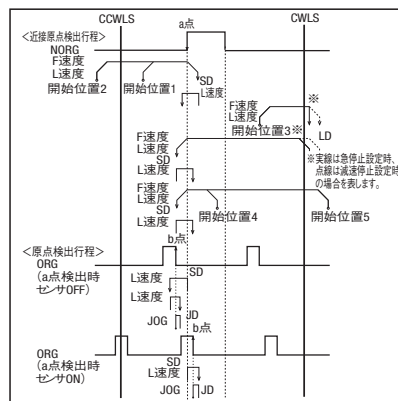 CCWLS a点 CWLS
<近接原点検出行程>
NORG
F速度
L速度
SD
L速度
開始位置2 開始位置1
F速度 ※
L速度
開始位置3※ LD
F速度
L速度
SD
L速度
※実線は急停止設定時、
点線は減速停止設定時
の場合を表します。
F速度
L速度
SD
L速度
開始位置4 開始位置5
b点
<原点検出行程>
ORG
(a点検出時
センサOFF)
SD
L速度
L速度
JD
JOG
b点
ORG
(a点検出時
センサON)
SD
L速度
JOG JD